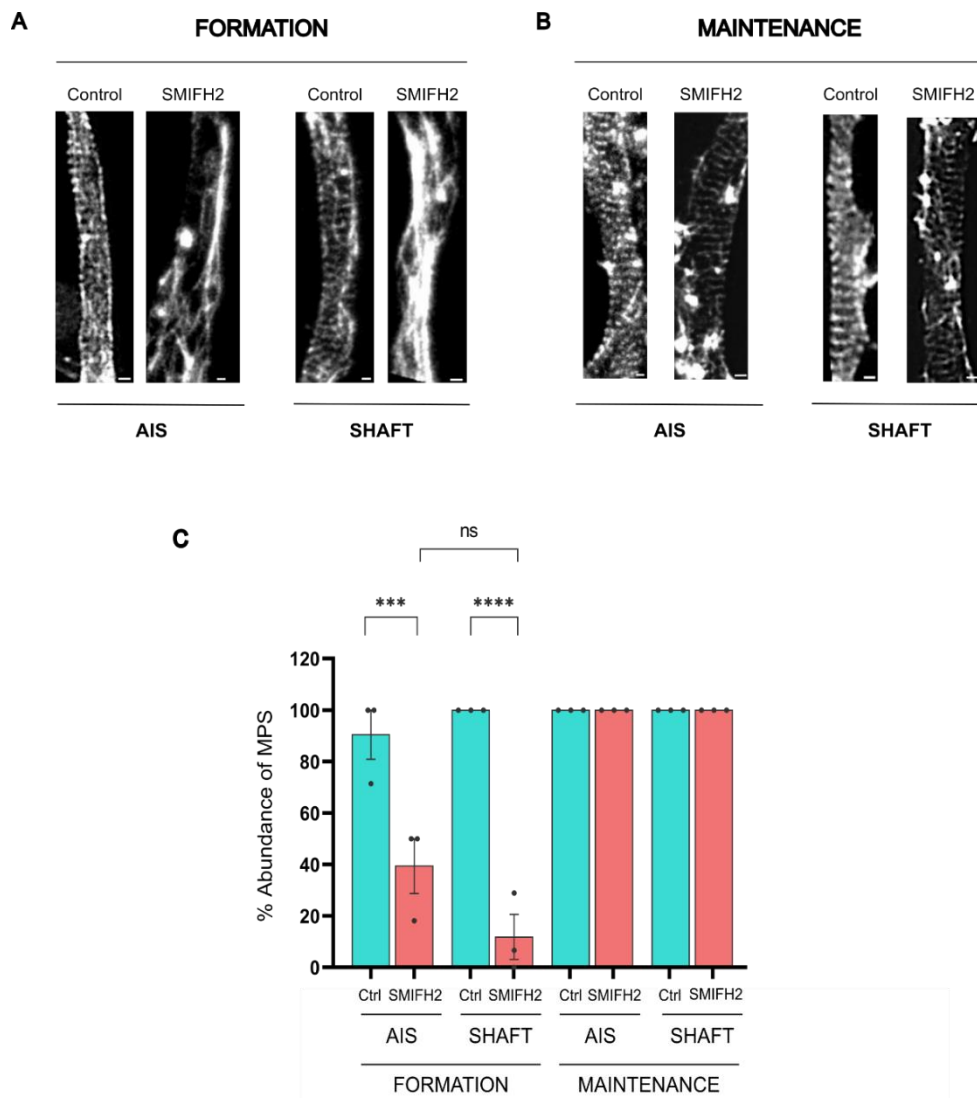 A
FORMATION
Control
SMIFH2
Control
SMIFH2
AIS
SHAFT
B
MAINTENANCE
Control
SMIFH2
Control
SMIFH2
AIS
SHAFT
C
ns
***
****
% Abundance of MPS
120
100
80
60
40
20
0
Ctrl SMIFH2 Ctrl SMIFH2 Ctrl SMIFH2 Ctrl SMIFH2
AIS SHAFT AIS SHAFT
FORMATION MAINTENANCE